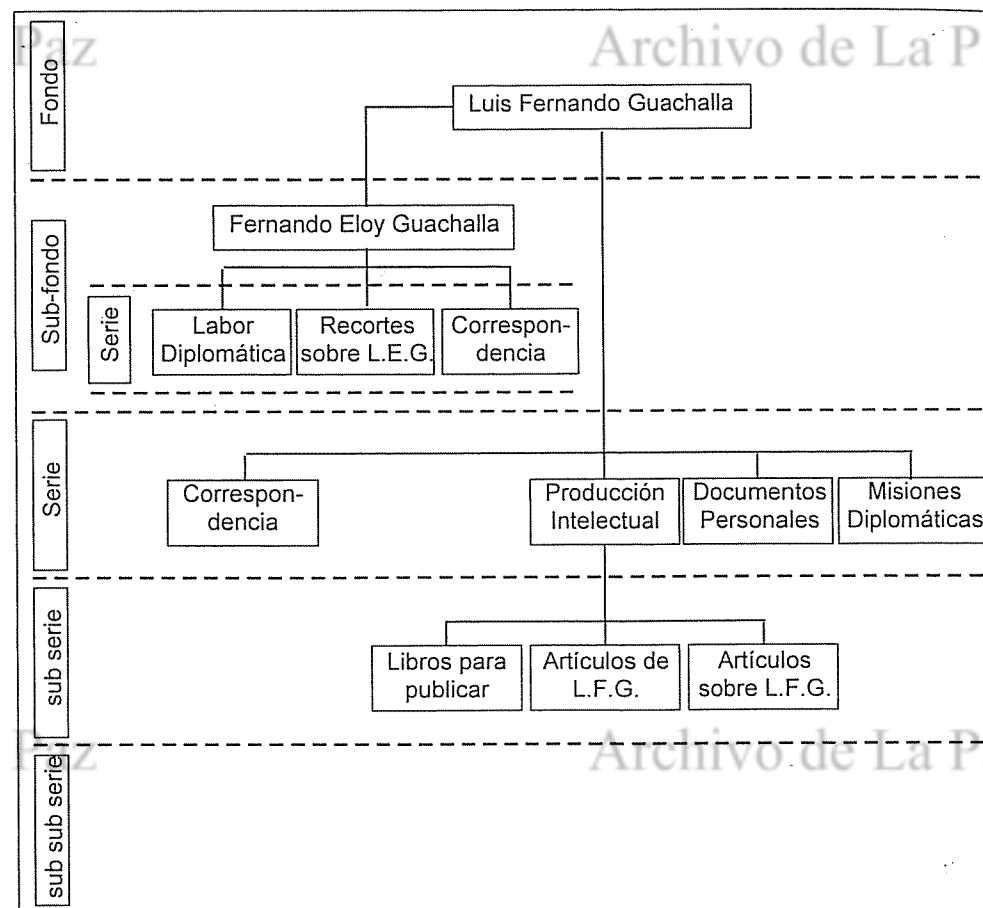 Paz
Archivo de La P
Fondo
Luis Fernando Guachalla
Sub-fondo
Fernando Eloy Guachalla
Serie
Labor
Diplomática
Recortes
sobre L.E.G.
Correspon-
dencia
Serie
Correspon-
dencia
Producción
Intelectual
Documentos
Personales
Misiones
Diplomáticas
sub serie
Libros para
publicar
Artículos de
L.F.G.
Artículos
sobre L.F.G.
Paz
Archivo de La Pa
sub sub serie